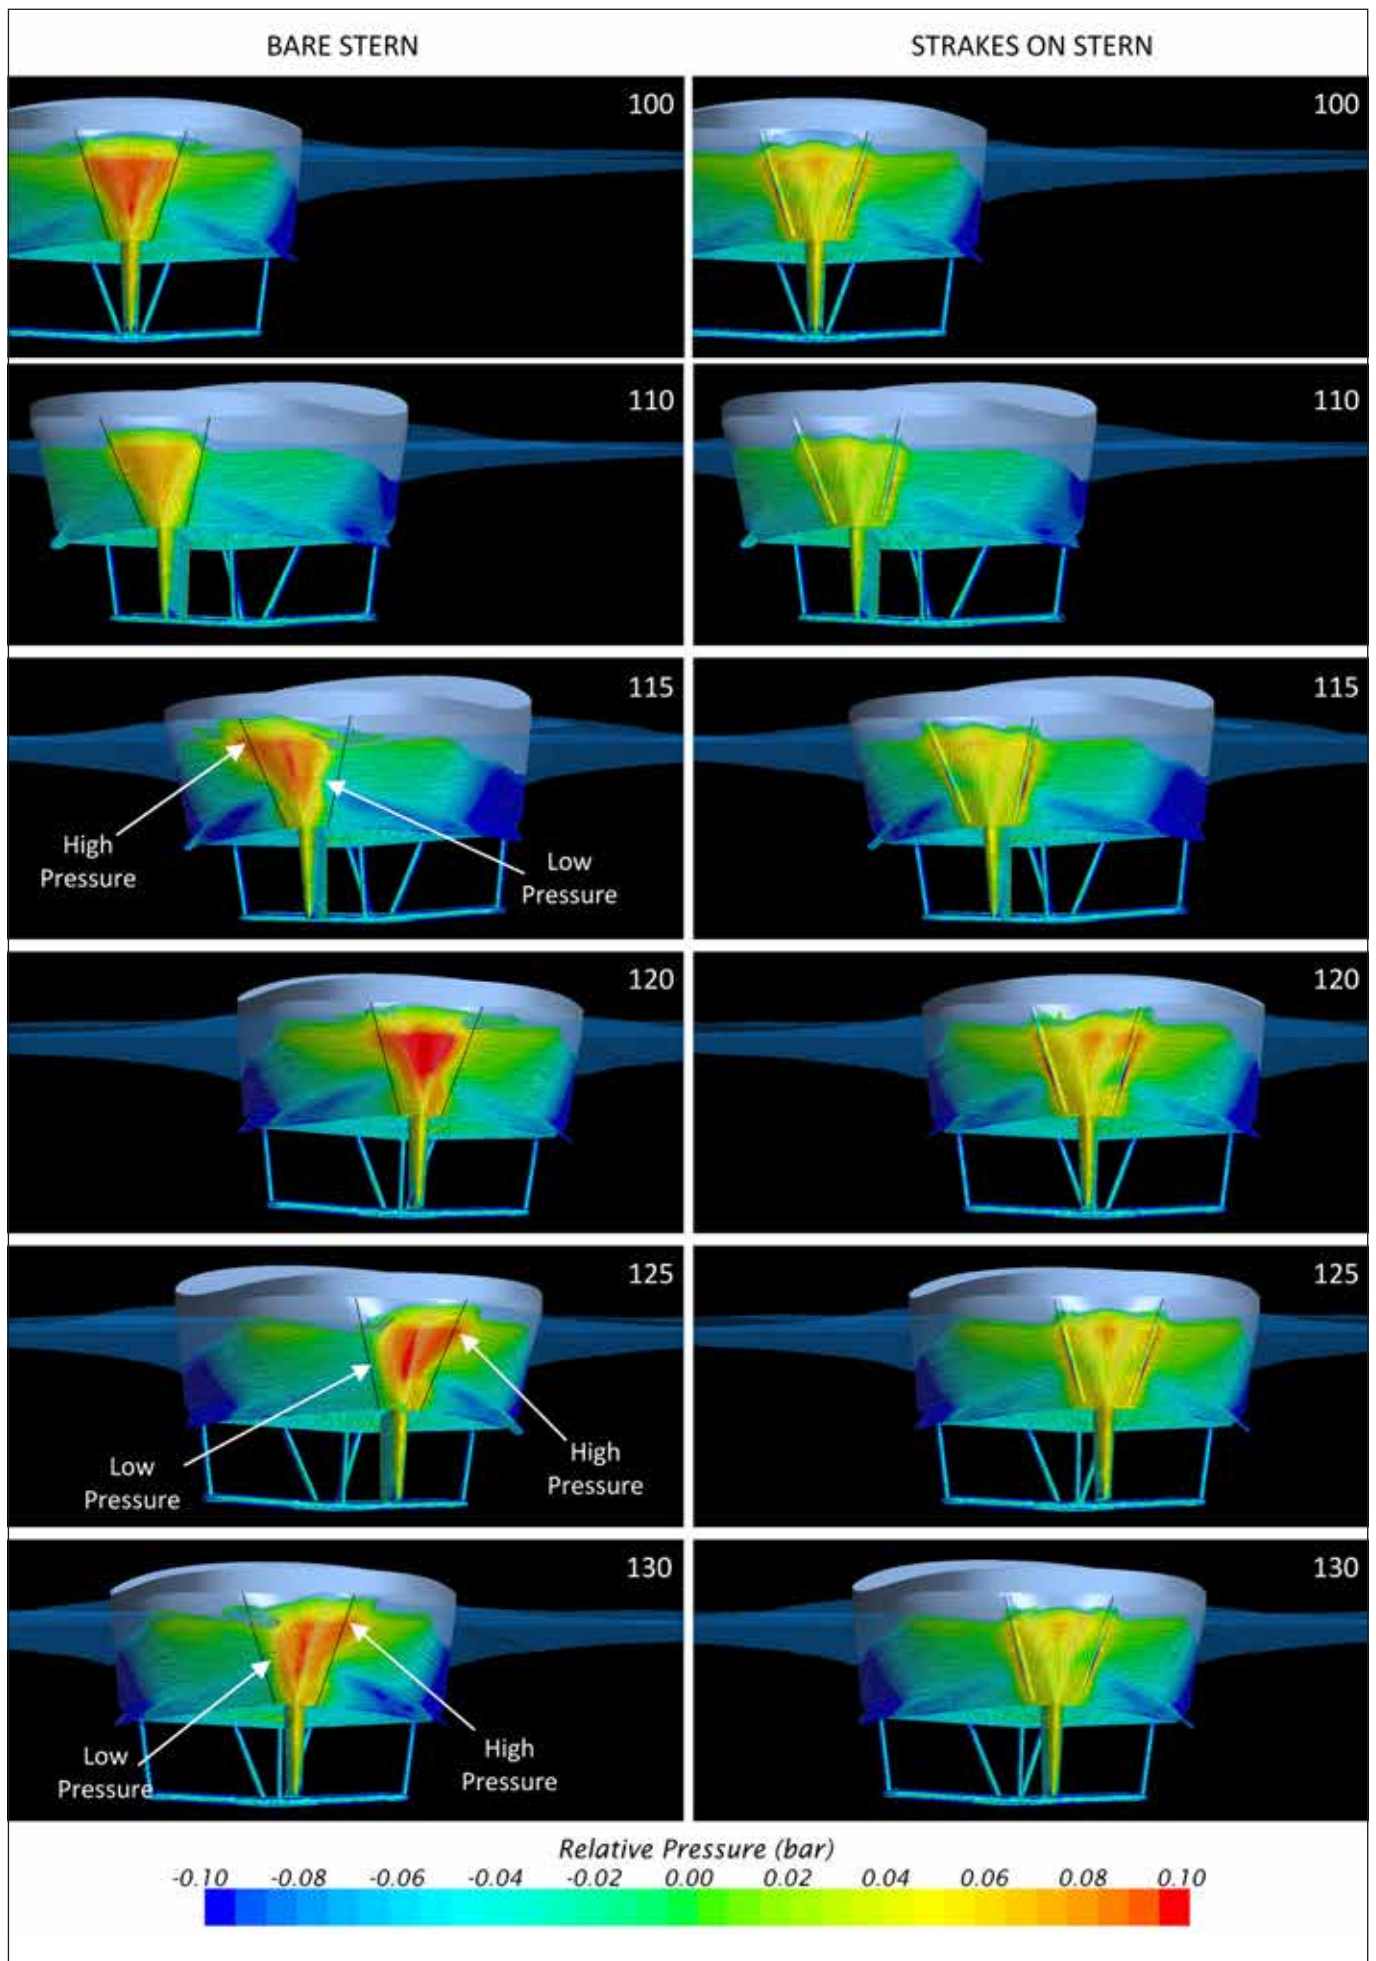 BARE STERN
STRAKES ON STERN
100
100
110
110
115
115
High
Pressure
Low
Pressure
120
120
125
125
Low
Pressure
High
Pressure
130
130
Low
Pressure
High
Pressure
Relative Pressure (bar)
-0.10 -0.08 -0.06 -0.04 -0.02 0.00 0.02 0.04 0.06 0.08 0.10